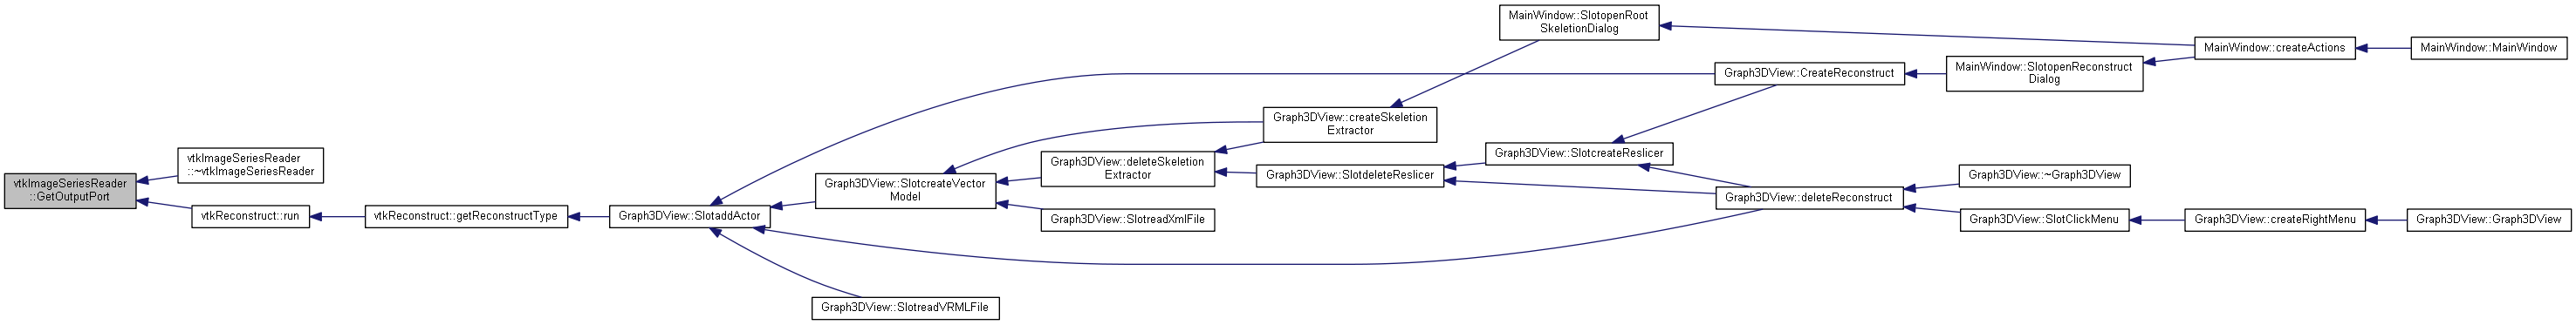 vtkImageSeriesReader
::GetOutputPort
vtkImageSeriesReader
::~vtkImageSeriesReader
vtkReconstruct::run
vtkReconstruct::getReconstructType
Graph3DView::SlotaddActor
Graph3DView::SlotcreateVector
Model
Graph3DView::SlotreadVRMLFile
Graph3DView::deleteSkeletion
Extractor
Graph3DView::SlotreadXmlFile
Graph3DView::createSkeletion
Extractor
Graph3DView::SlotdeleteReslicer
MainWindow::SlotopenRoot
SkeletionDialog
Graph3DView::SlotcreateReslicer
Graph3DView::CreateReconstruct
Graph3DView::deleteReconstruct
MainWindow::SlotopenReconstruct
Dialog
Graph3DView::~Graph3DView
Graph3DView::SlotClickMenu
MainWindow::createActions
Graph3DView::createRightMenu
MainWindow::MainWindow
Graph3DView::Graph3DView